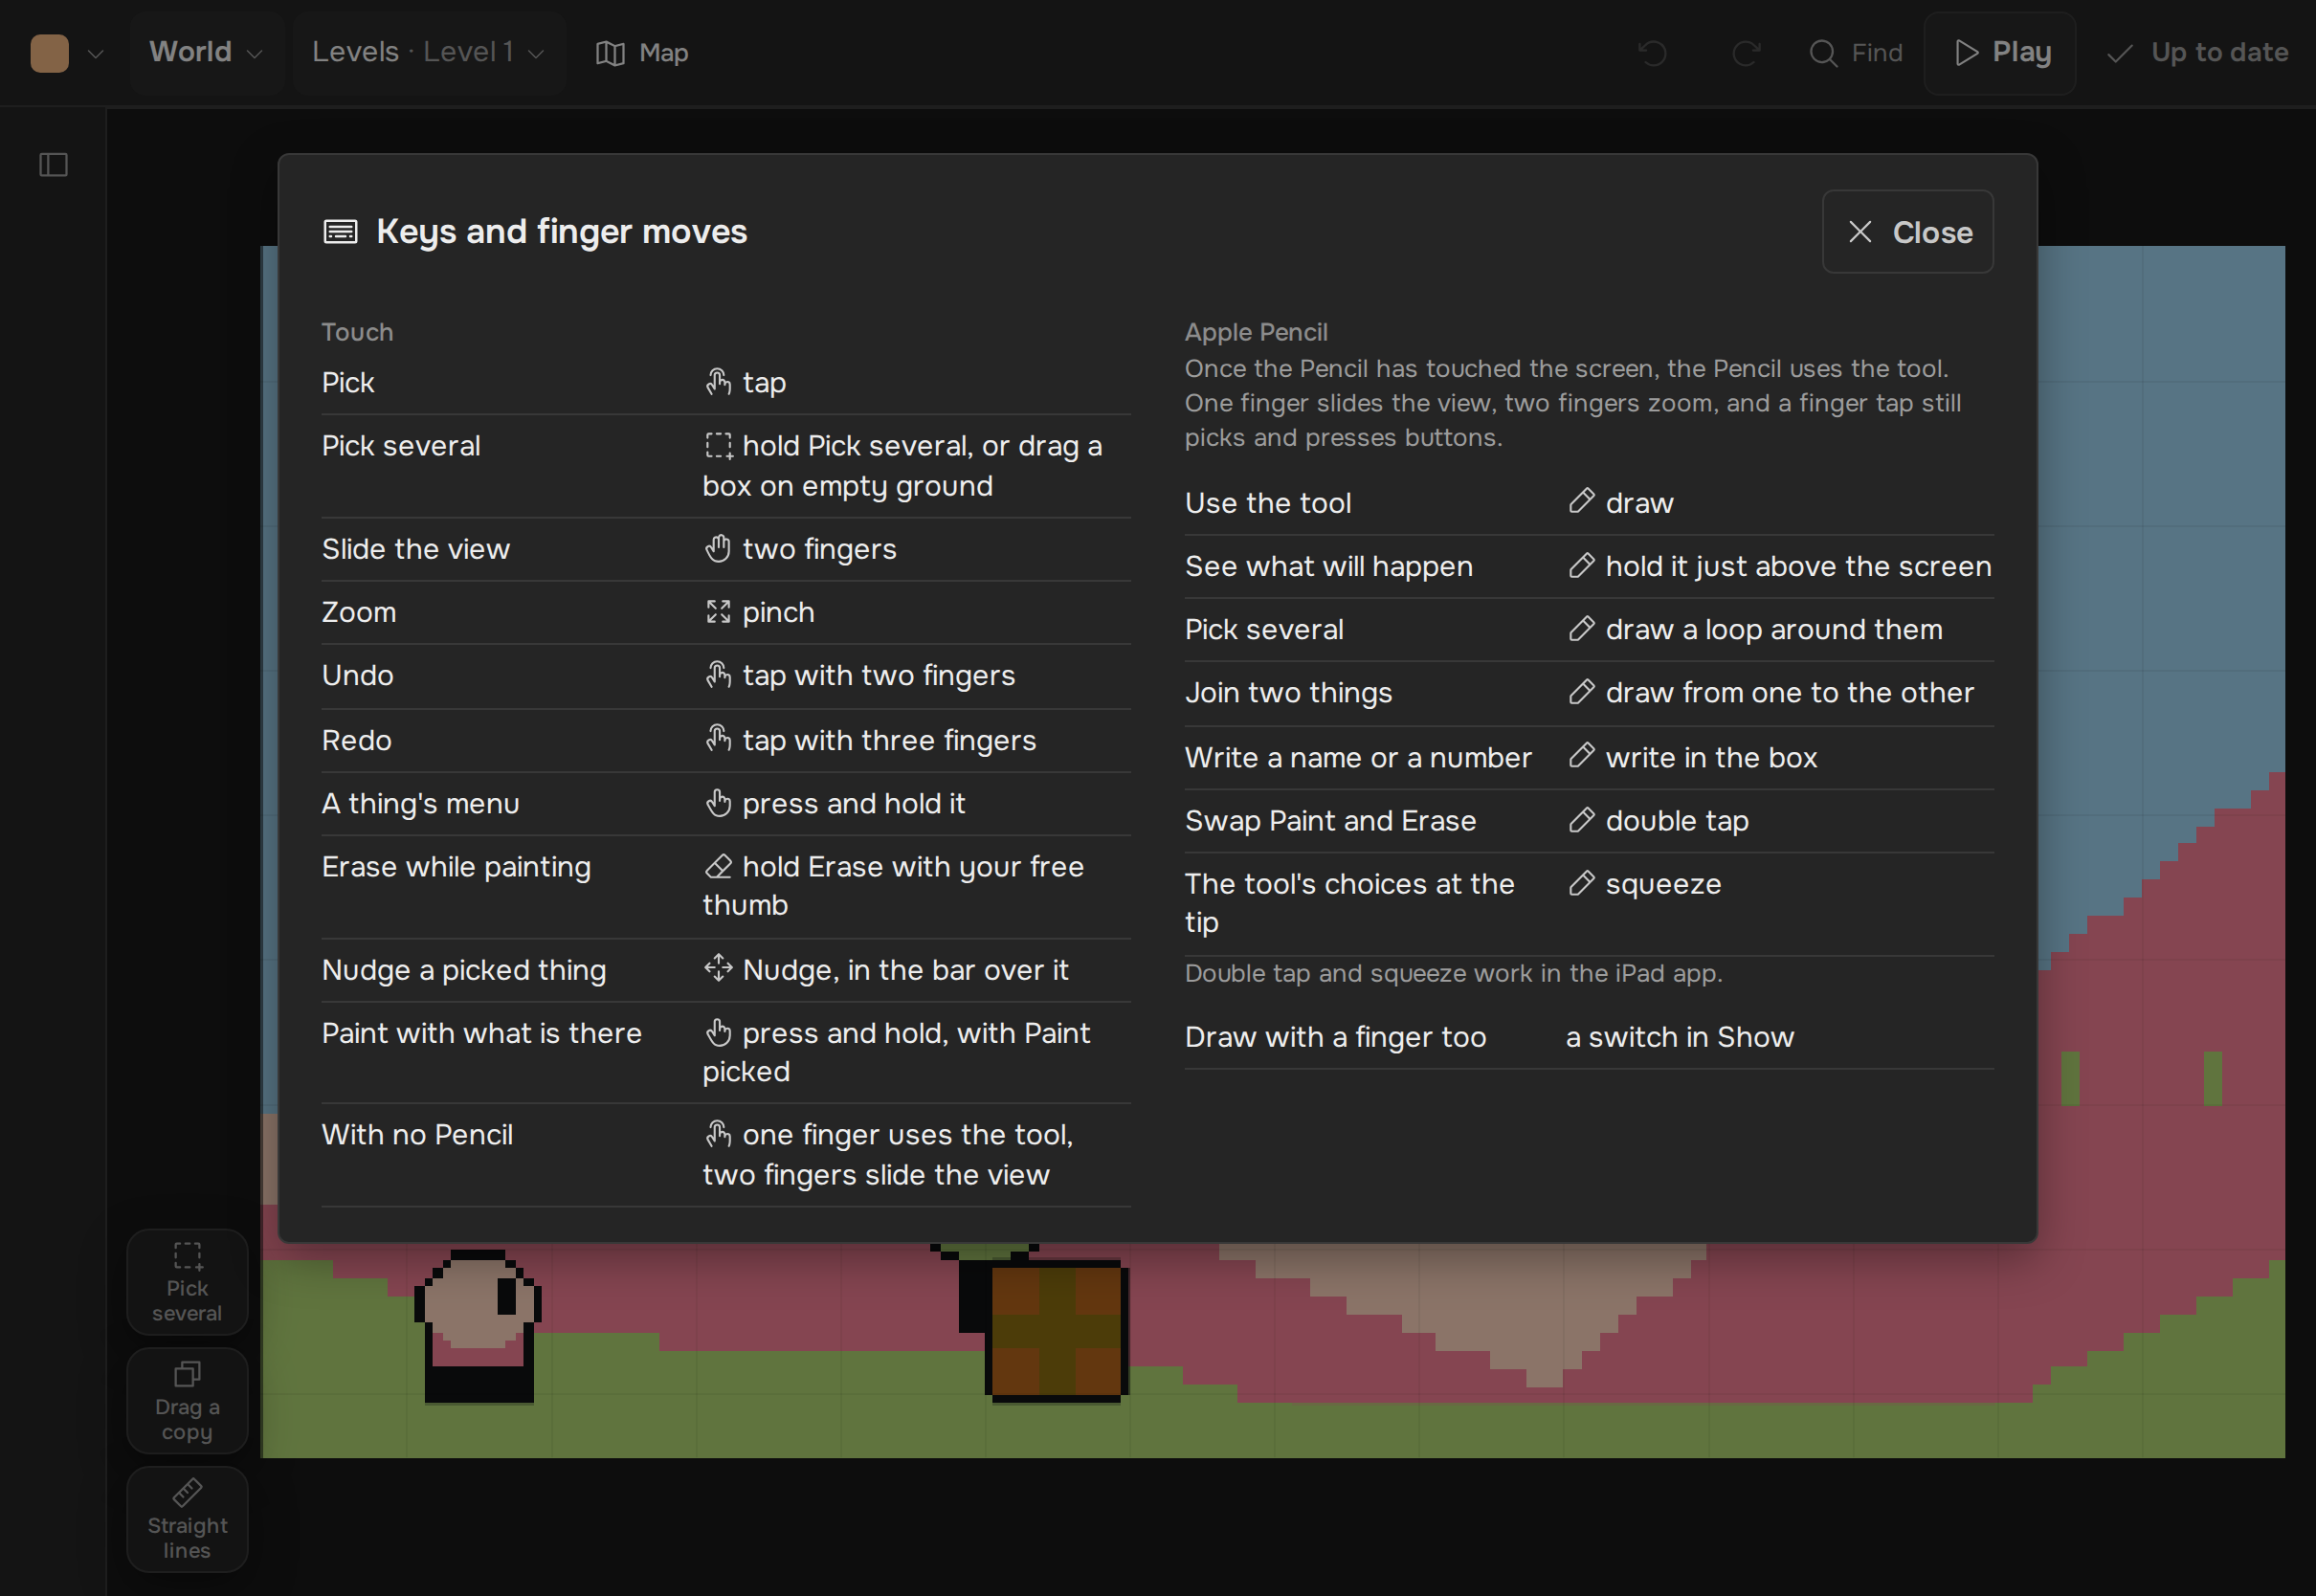 World
Levels · Level 1
Map
Find
Play
Up to date
Keys and finger moves
Close
Touch
Pick
tap
Pick several
hold Pick several, or drag a
box on empty ground
Slide the view
two fingers
Zoom
pinch
Undo
tap with two fingers
Redo
tap with three fingers
A thing's menu
press and hold it
Erase while painting
hold Erase with your free
thumb
Nudge a picked thing
Nudge, in the bar over it
Paint with what is there
press and hold, with Paint
picked
With no Pencil
one finger uses the tool,
two fingers slide the view
Apple Pencil
Once the Pencil has touched the screen, the Pencil uses the tool.
One finger slides the view, two fingers zoom, and a finger tap still
picks and presses buttons.
Use the tool
draw
See what will happen
hold it just above the screen
Pick several
draw a loop around them
Join two things
draw from one to the other
Write a name or a number
write in the box
Swap Paint and Erase
double tap
The tool's choices at the
tip
squeeze
Double tap and squeeze work in the iPad app.
Draw with a finger too
a switch in Show
Pick
several
Drag a
copy
Straight
lines